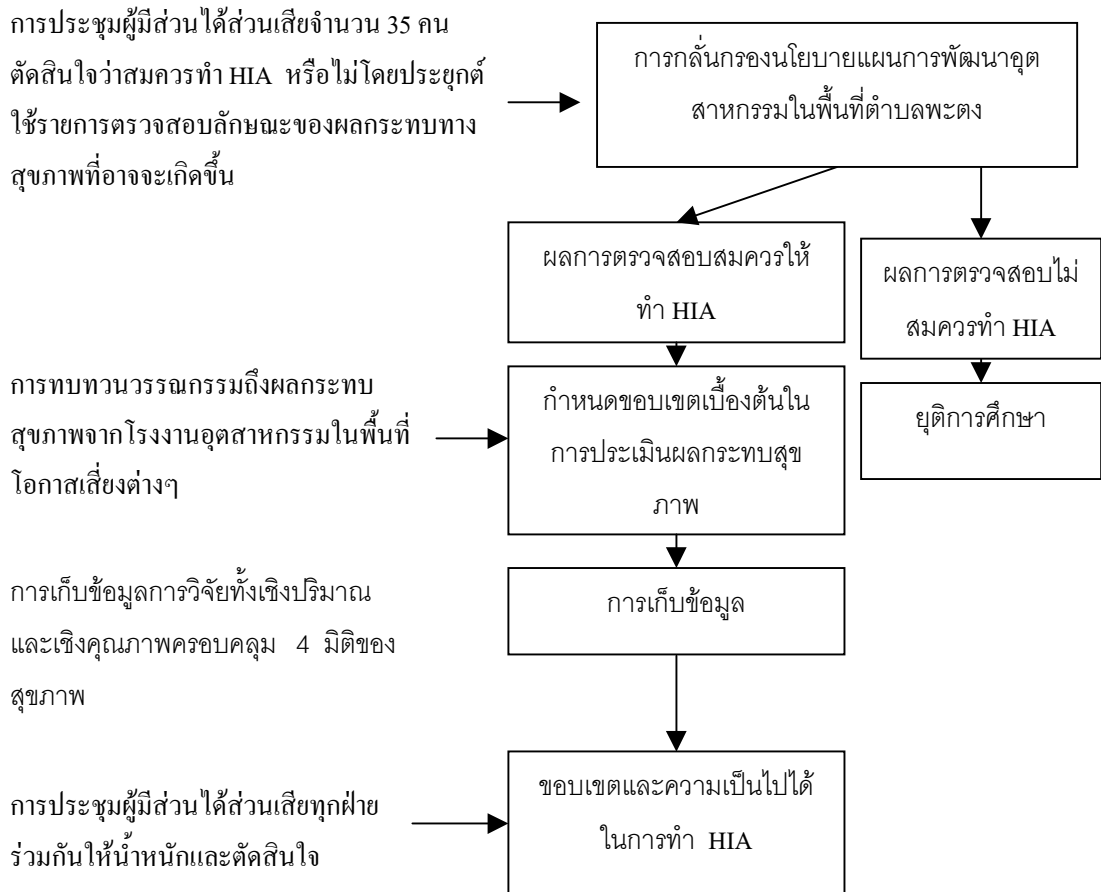 การประชุมผู้มีส่วนได้ส่วนเสียจำนวน 35 คน
ตัดสินใจว่าสมควรทำ HIA หรือไม่โดยประยุกต์
ใช้รายการตรวจสอบลักษณะของผลกระทบทาง
สุขภาพที่อาจจะเกิดขึ้น
การกลั่นกรองนโยบายแผนการพัฒนาอุต
สาหกรรมในพื้นที่ตำบลพะตง
ผลการตรวจสอบสมควรให้
ทำ HIA
ผลการตรวจสอบไม่
สมควรทำ HIA
การทบทวนวรรณกรรมถึงผลกระทบ
สุขภาพจากโรงงานอุตสาหกรรมในพื้นที่
โอกาสเสี่ยงต่างๆ
กำหนดขอบเขตเบื้องต้นใน
การประเมินผลกระทบสุข
ภาพ
ยุติการศึกษา
การเก็บข้อมูลการวิจัยทั้งเชิงปริมาณ
และเชิงคุณภาพครอบคลุม 4 มิติของ
สุขภาพ
การเก็บข้อมูล
การประชุมผู้มีส่วนได้ส่วนเสียทุกฝ่าย
ร่วมกันให้น้ำหนักและตัดสินใจ
ขอบเขตและความเป็นไปได้
ในการทำ HIA